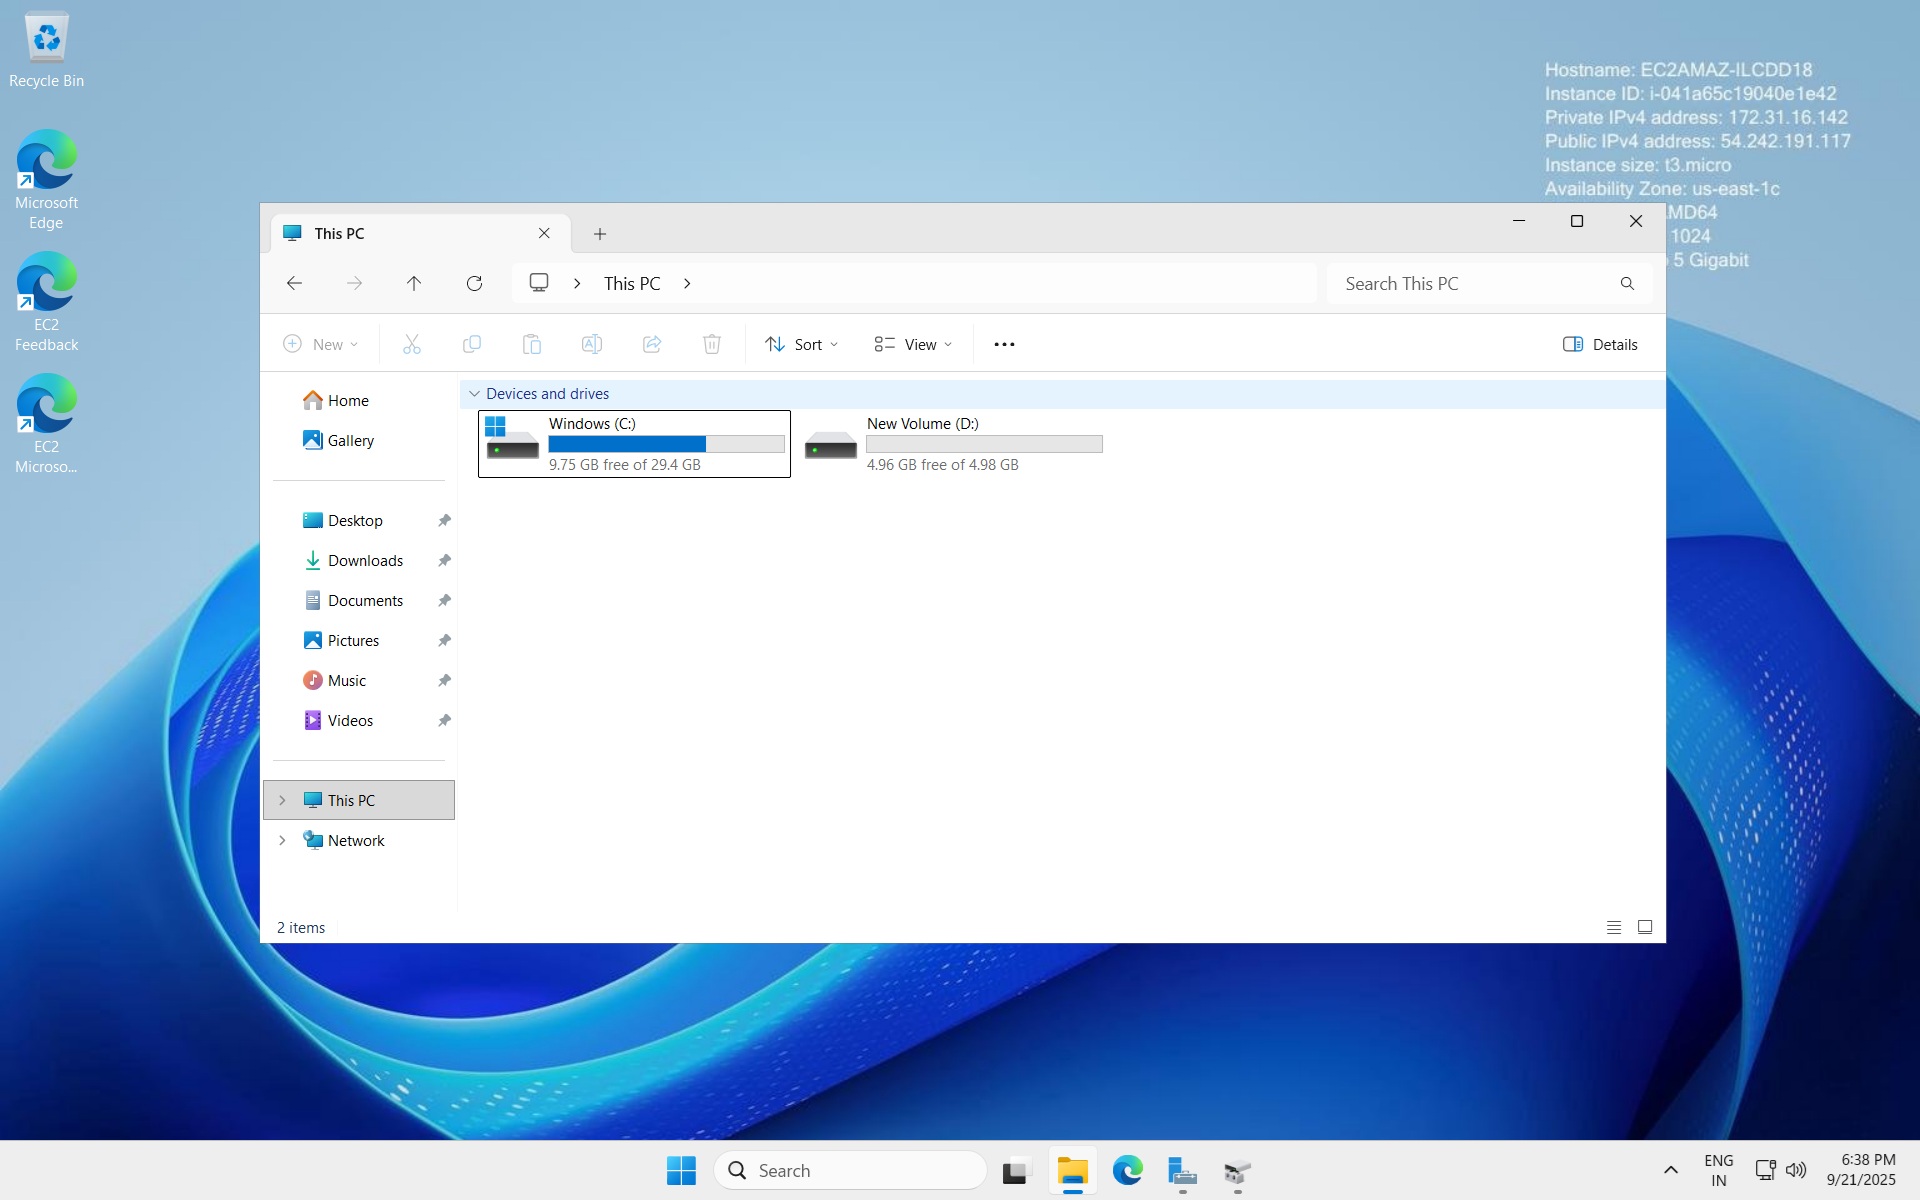 Recycle Bin
Microsoft
Edge
EC2
Feedback
EC2
Microso...
Hostname: EC2AMAZ-ILCDD18
Instance ID: i-041a65c19040e1e42
Private IPv4 address: 172.31.16.142
Public IPv4 address: 54.242.191.117
Instance size: t3.micro
Availability Zone: us-east-1c
MD64
1024
5 Gigabit
This PC
This PC
Search This PC
New
Sort
View
Details
Home
Gallery
Desktop
Downloads
Documents
Pictures
Music
Videos
This PC
Network
Devices and drives
Windows (C:)
9.75 GB free of 29.4 GB
New Volume (D:)
4.96 GB free of 4.98 GB
2 items
Search
ENG
IN
6:38 PM
9/21/2025